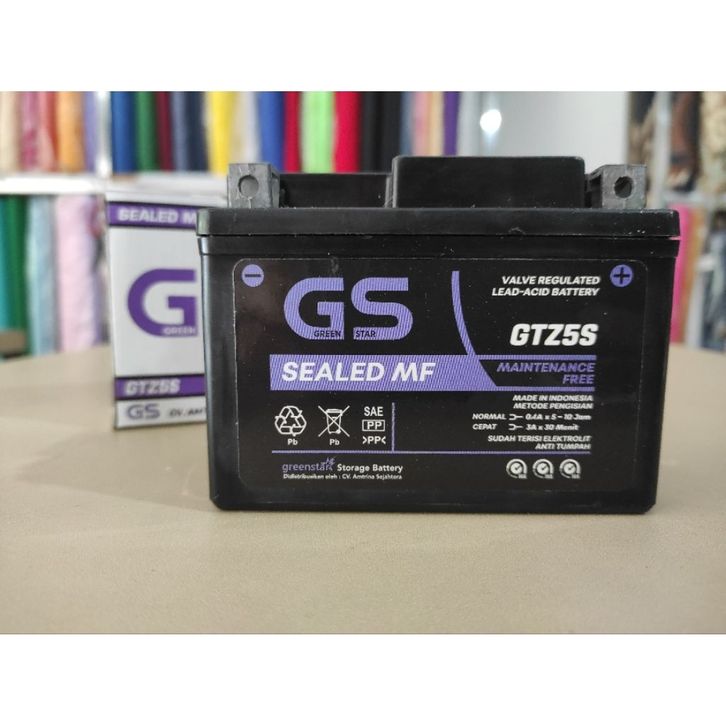 SEALED MF
G
GREEN
GTZ5S
GS
GS
GREEN STAR
SEALED MF
VALVE REGULATED
LEAD-ACID BATTERY
GTZ5S
MAINTENANCE
FREE
MADE IN INDONESIA
METODE PENGISIAN
NORMAL 0.4A x 5 - 10 Jam
CEPAT 3A x 30 Menit
SUDAH TERISI ELEKTROLIT
ANTI TUMPAH
Pb
Pb
SAE
PP
>PP<
greenstar Storage Battery
Didistribusikan oleh : CV. Amtrina Sejahtera